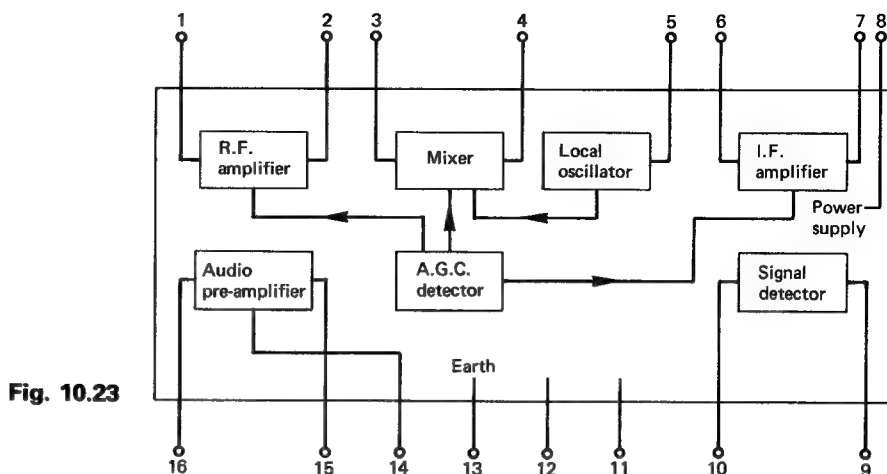 1 2 3 4 5 6 7 8
R.F.
amplifier
Mixer
Local
oscillator
I.F.
amplifier
Power
supply
Audio
pre-amplifier
A.G.C.
detector
Signal
detector
Earth
Fig. 10.23
16 15 14 13 12 11 10 9